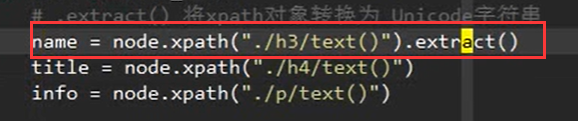 # .extract() 将xpath对象转换为 Unicode字符串
name = node.xpath("./h3/text()").extract()
title = node.xpath("./h4/text()")
info = node.xpath("./p/text()")